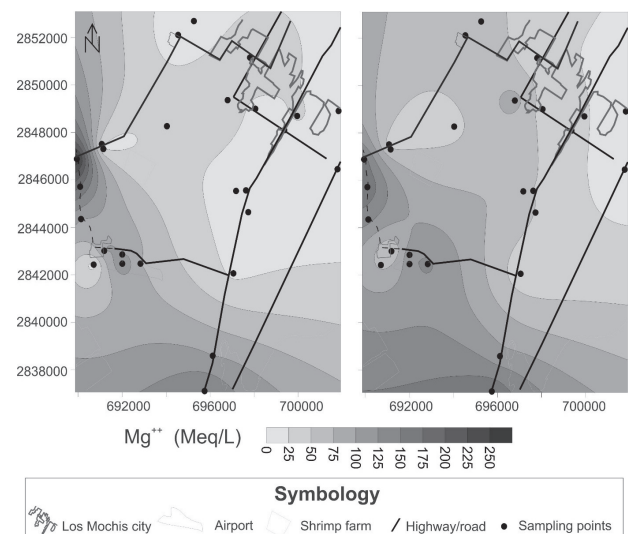 2852000
2850000
2848000
2846000
2844000
2842000
2840000
2838000
692000 696000 700000 692000 696000 700000
Mg++ (Meq/L)
0 25 50 75 100 125 150 175 200 225 250
Symbology
Los Mochis city Airport Shrimp farm Highway/road Sampling points
N